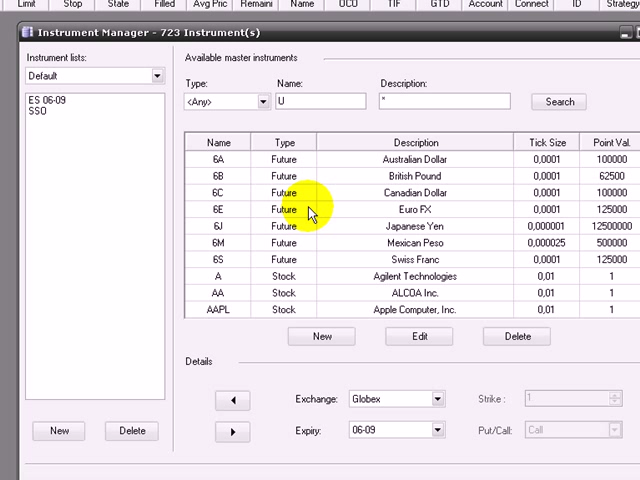 Limit Stop State Filled Avg Pric Remaini Name OCO TIF GTD Account Connect ID Strategy
Instrument Manager - 723 Instrument(s)
Instrument lists:
Default
ES 06-09
SSO
New Delete
Available master instruments
Type: Name: Description:
<Any> U * Search
Name Type Description Tick Size Point Val.
6A Future Australian Dollar 0,0001 100000
6B Future British Pound 0,0001 62500
6C Future Canadian Dollar 0,0001 100000
6E Future Euro FX 0,0001 125000
6J Future Japanese Yen 0,000001 12500000
6M Future Mexican Peso 0,000025 500000
6S Future Swiss Franc 0,0001 125000
A Stock Agilent Technologies 0,01 1
AA Stock ALCOA Inc. 0,01 1
AAPL Stock Apple Computer, Inc. 0,01 1
New Edit Delete
Details
Exchange: Globex Strike : 1
Expiry: 06-09 Put/Call: Call